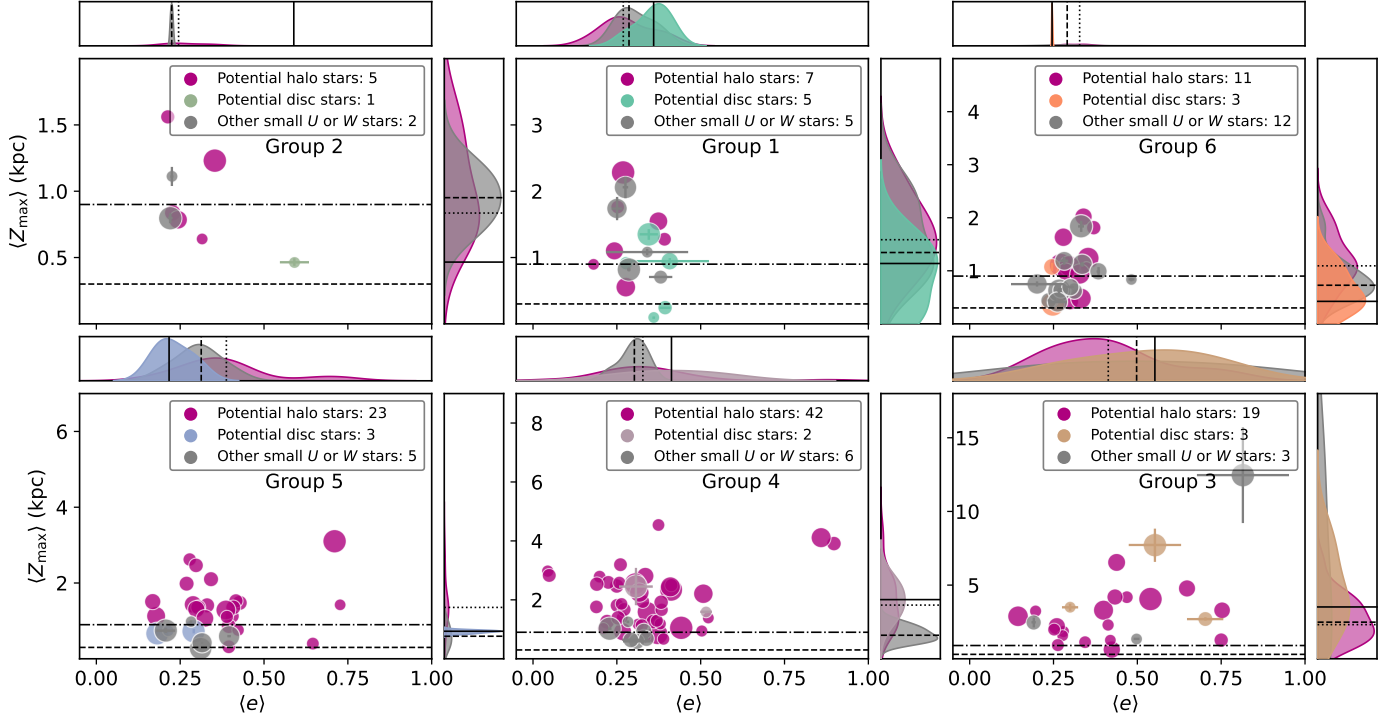 Potential halo stars: 5
Potential disc stars: 1
Other small U or W stars: 2
Group 2
1.5
1.0
0.5
⟨Zmax⟩ (kpc)
Potential halo stars: 7
Potential disc stars: 5
Other small U or W stars: 5
Group 1
3
2
1
Potential halo stars: 11
Potential disc stars: 3
Other small U or W stars: 12
Group 6
4
3
2
1
Potential halo stars: 23
Potential disc stars: 3
Other small U or W stars: 5
Group 5
6
4
2
⟨Zmax⟩ (kpc)
0.00 0.25 0.50 0.75 1.00
⟨e⟩
Potential halo stars: 42
Potential disc stars: 2
Other small U or W stars: 6
Group 4
8
6
4
2
0.00 0.25 0.50 0.75 1.00
⟨e⟩
Potential halo stars: 19
Potential disc stars: 3
Other small U or W stars: 3
Group 3
15
10
5
0.00 0.25 0.50 0.75 1.00
⟨e⟩